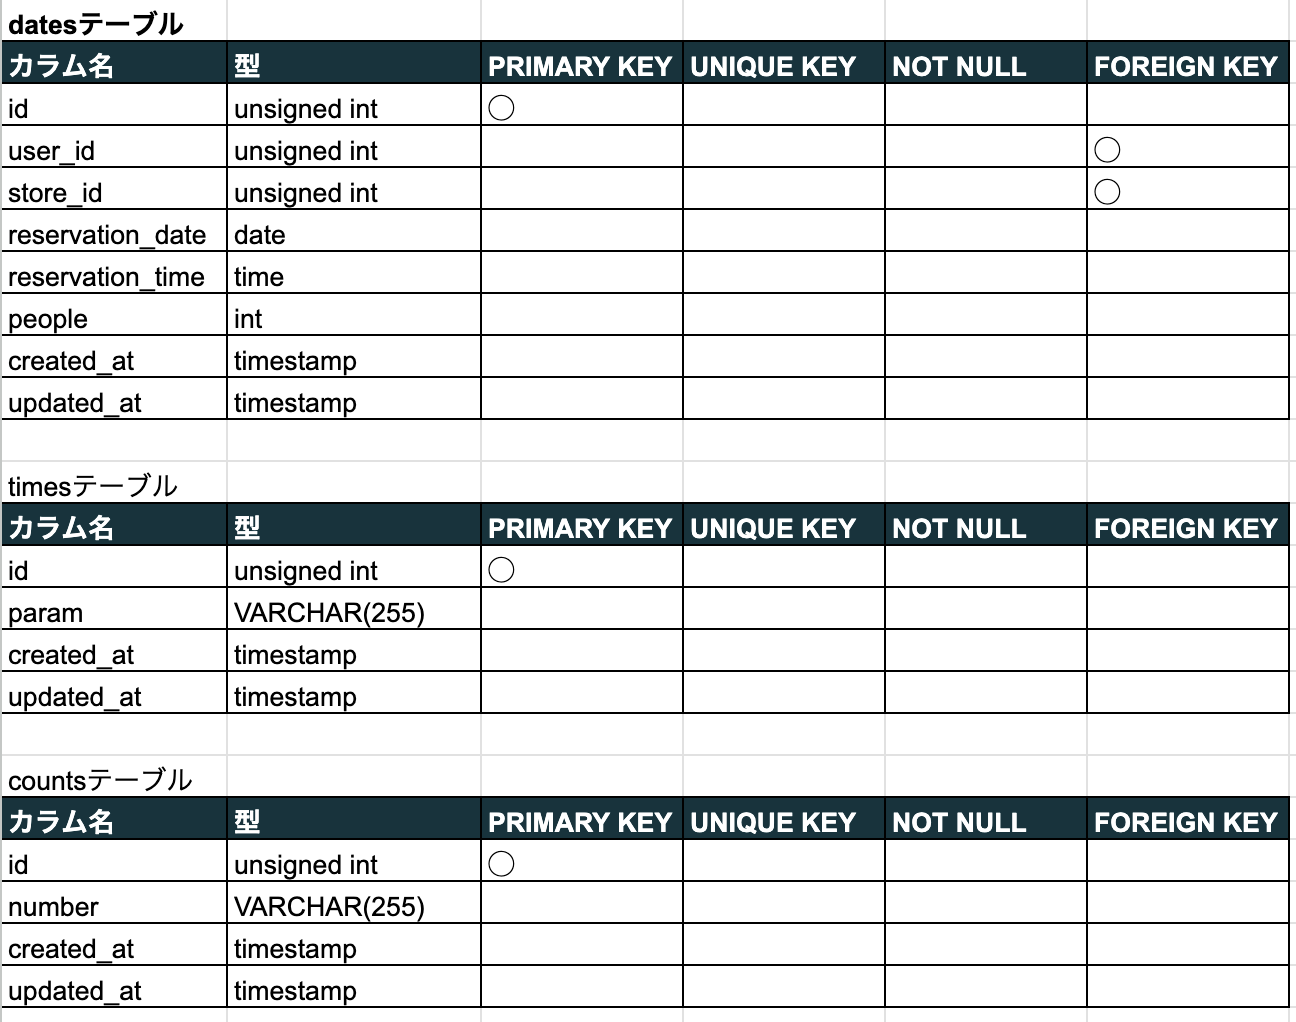 datesテーブル
カラム名 型 PRIMARY KEY UNIQUE KEY NOT NULL FOREIGN KEY
id unsigned int ◯
user_id unsigned int ◯
store_id unsigned int ◯
reservation_date date
reservation_time time
people int
created_at timestamp
updated_at timestamp
timesテーブル
カラム名 型 PRIMARY KEY UNIQUE KEY NOT NULL FOREIGN KEY
id unsigned int ◯
param VARCHAR(255)
created_at timestamp
updated_at timestamp
countsテーブル
カラム名 型 PRIMARY KEY UNIQUE KEY NOT NULL FOREIGN KEY
id unsigned int ◯
number VARCHAR(255)
created_at timestamp
updated_at timestamp